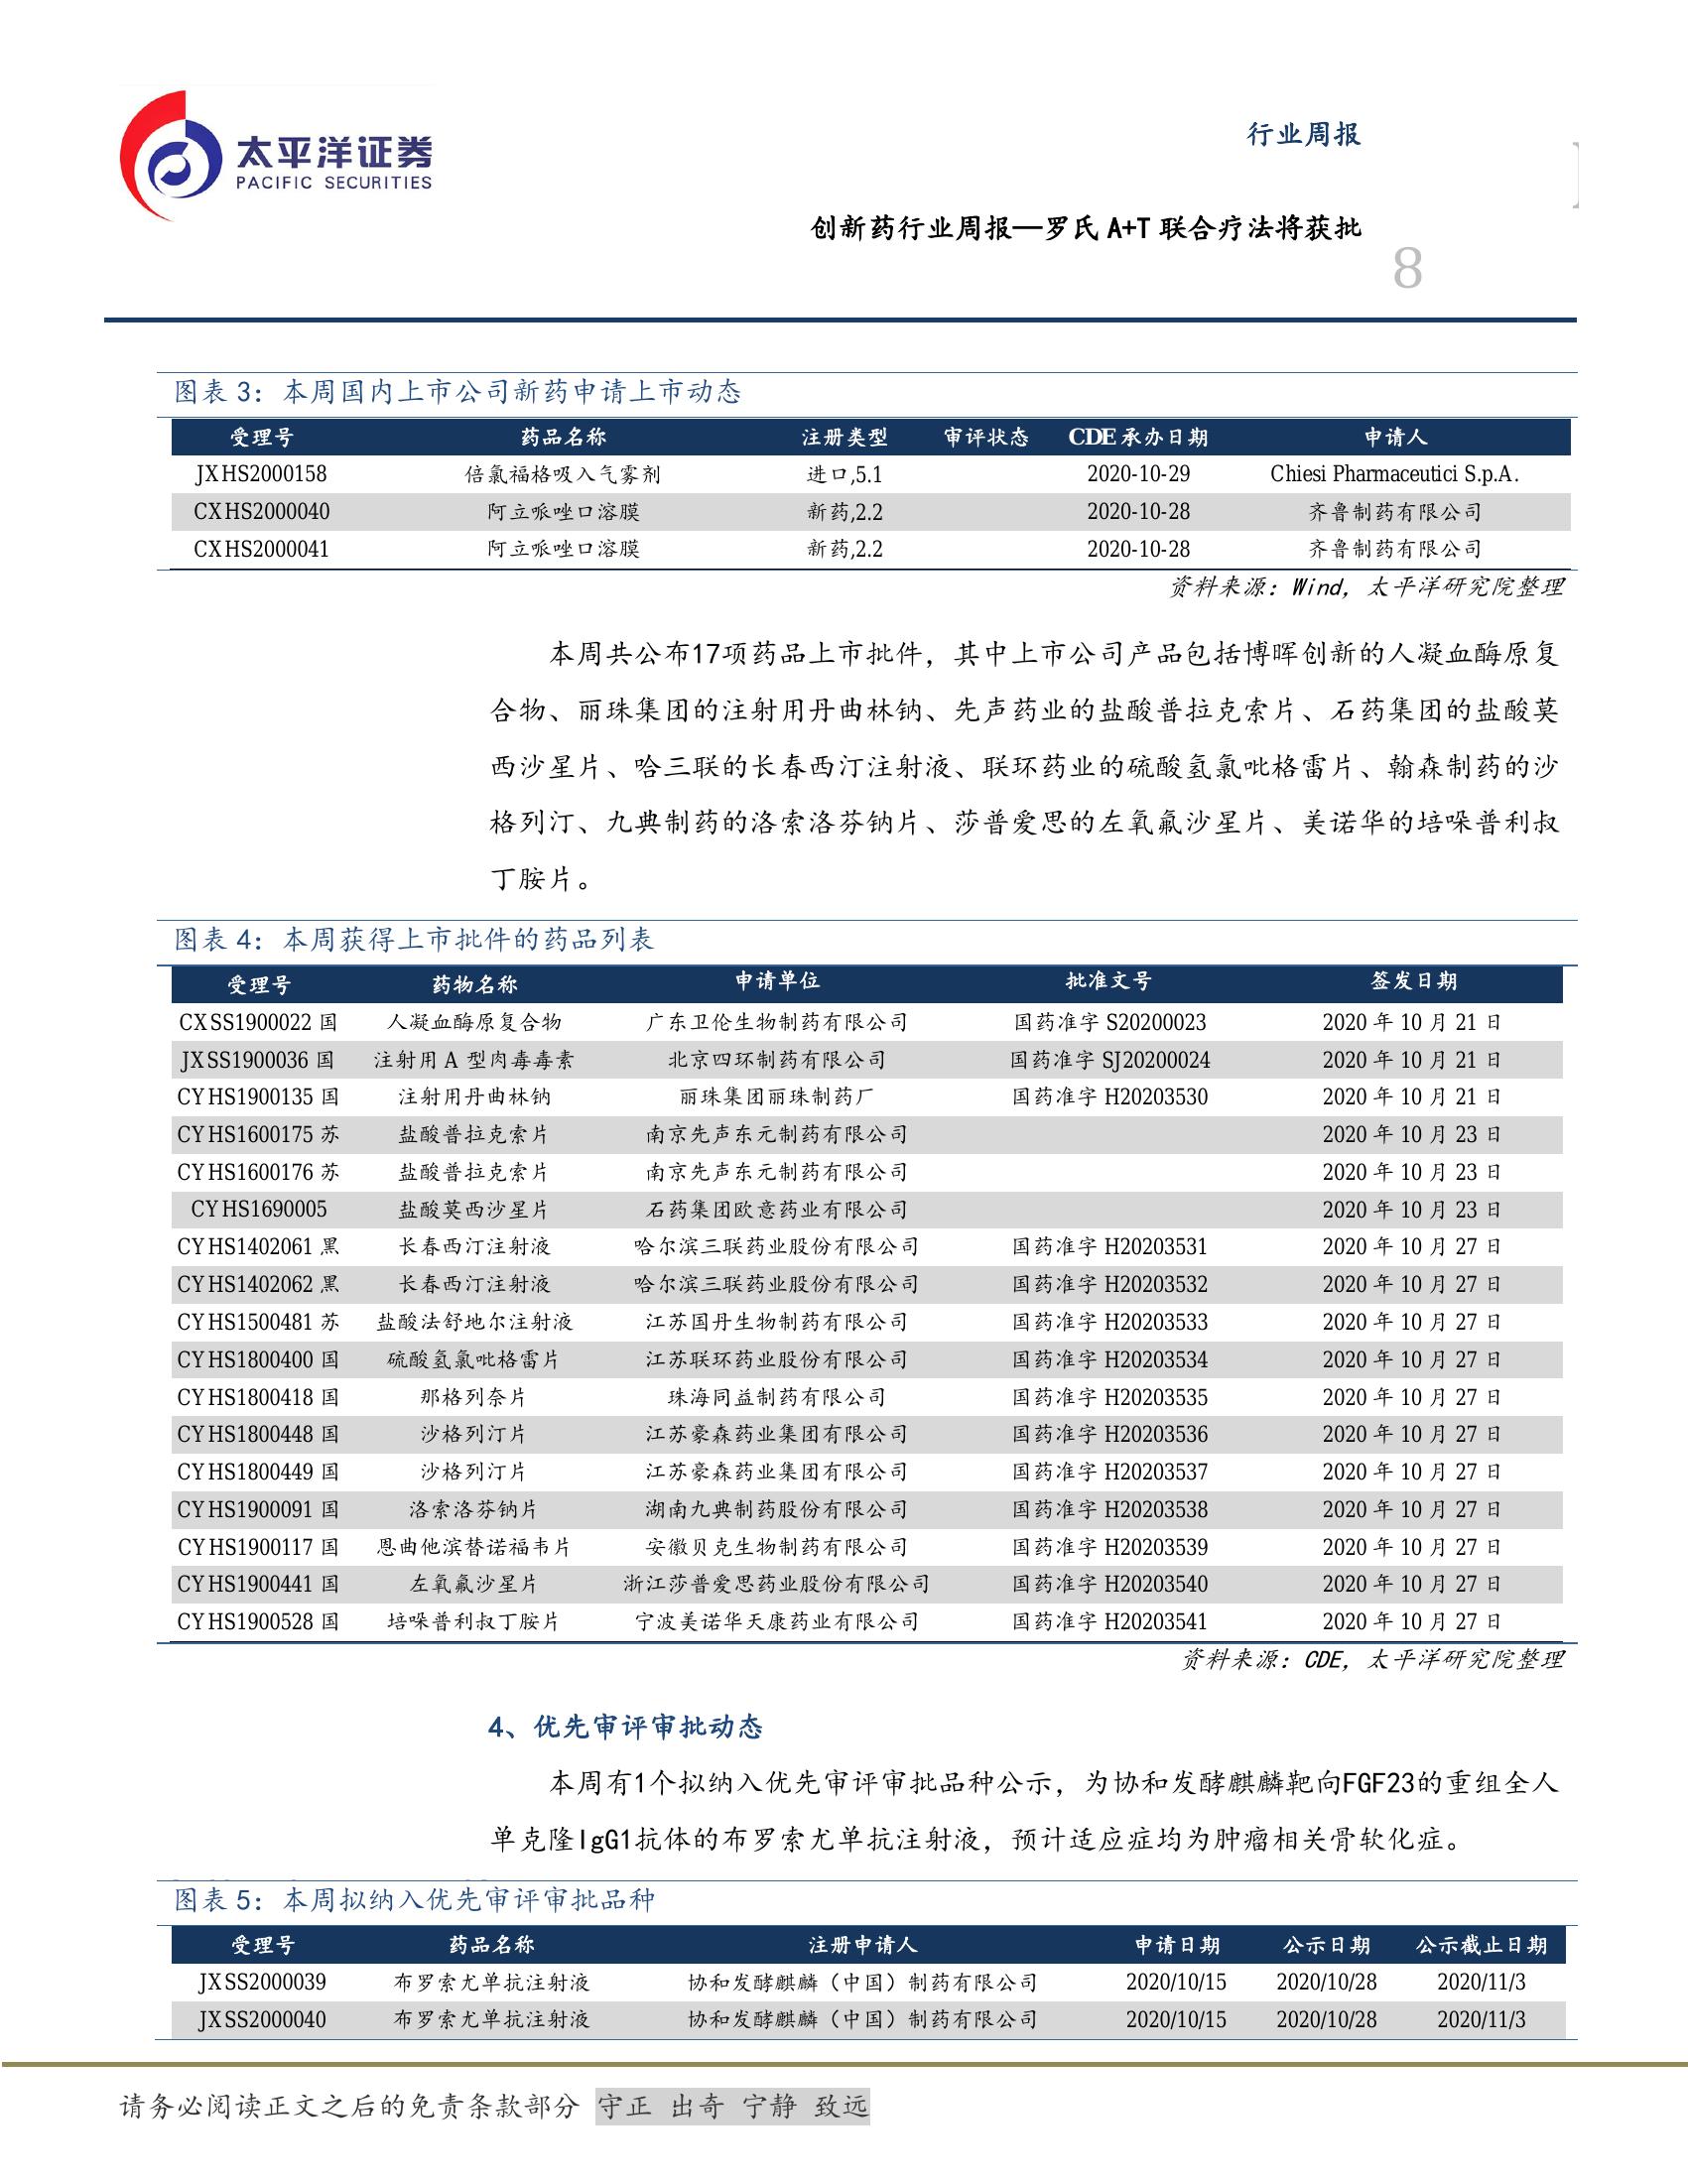 太平洋证券
PACIFIC SECURITIES
行业周报
创新药行业周报—罗氏 A+T 联合疗法将获批
8
图表 3：本周国内上市公司新药申请上市动态
受理号 药品名称 注册类型 审评状态 CDE 承办日期 申请人
JXHS2000158 倍氯福格吸入气雾剂 进口,5.1 2020-10-29 Chiesi Pharmaceutici S.p.A.
CXHS2000040 阿立哌唑口溶膜 新药,2.2 2020-10-28 齐鲁制药有限公司
CXHS2000041 阿立哌唑口溶膜 新药,2.2 2020-10-28 齐鲁制药有限公司
资料来源：Wind，太平洋研究院整理
本周共公布17项药品上市批件，其中上市公司产品包括博晖创新的人凝血酶原复
合物、丽珠集团的注射用丹曲林钠、先声药业的盐酸普拉克索片、石药集团的盐酸莫
西沙星片、哈三联的长春西汀注射液、联环药业的硫酸氢氯吡格雷片、翰森制药的沙
格列汀、九典制药的洛索洛芬钠片、莎普爱思的左氧氟沙星片、美诺华的培哚普利叔
丁胺片。
图表 4：本周获得上市批件的药品列表
受理号 药物名称 申请单位 批准文号 签发日期
CXSS1900022 国 人凝血酶原复合物 广东卫伦生物制药有限公司 国药准字 S20200023 2020 年 10 月 21 日
JXSS1900036 国 注射用 A 型肉毒毒素 北京四环制药有限公司 国药准字 SJ20200024 2020 年 10 月 21 日
CYHS1900135 国 注射用丹曲林钠 丽珠集团丽珠制药厂 国药准字 H20203530 2020 年 10 月 21 日
CYHS1600175 苏 盐酸普拉克索片 南京先声东元制药有限公司 2020 年 10 月 23 日
CYHS1600176 苏 盐酸普拉克索片 南京先声东元制药有限公司 2020 年 10 月 23 日
CYHS1690005 盐酸莫西沙星片 石药集团欧意药业有限公司 2020 年 10 月 23 日
CYHS1402061 黑 长春西汀注射液 哈尔滨三联药业股份有限公司 国药准字 H20203531 2020 年 10 月 27 日
CYHS1402062 黑 长春西汀注射液 哈尔滨三联药业股份有限公司 国药准字 H20203532 2020 年 10 月 27 日
CYHS1500481 苏 盐酸法舒地尔注射液 江苏国丹生物制药有限公司 国药准字 H20203533 2020 年 10 月 27 日
CYHS1800400 国 硫酸氢氯吡格雷片 江苏联环药业股份有限公司 国药准字 H20203534 2020 年 10 月 27 日
CYHS1800418 国 那格列奈片 珠海同益制药有限公司 国药准字 H20203535 2020 年 10 月 27 日
CYHS1800448 国 沙格列汀片 江苏豪森药业集团有限公司 国药准字 H20203536 2020 年 10 月 27 日
CYHS1800449 国 沙格列汀片 江苏豪森药业集团有限公司 国药准字 H20203537 2020 年 10 月 27 日
CYHS1900091 国 洛索洛芬钠片 湖南九典制药股份有限公司 国药准字 H20203538 2020 年 10 月 27 日
CYHS1900117 国 恩曲他滨替诺福韦片 安徽贝克生物制药有限公司 国药准字 H20203539 2020 年 10 月 27 日
CYHS1900441 国 左氧氟沙星片 浙江莎普爱思药业股份有限公司 国药准字 H20203540 2020 年 10 月 27 日
CYHS1900528 国 培哚普利叔丁胺片 宁波美诺华天康药业有限公司 国药准字 H20203541 2020 年 10 月 27 日
资料来源：CDE，太平洋研究院整理
4、优先审评审批动态
本周有1个拟纳入优先审评审批品种公示，为协和发酵麒麟靶向FGF23的重组全人
单克隆IgG1抗体的布罗索尤单抗注射液，预计适应症均为肿瘤相关骨软化症。
图表 5：本周拟纳入优先审评审批品种
受理号 药品名称 注册申请人 申请日期 公示日期 公示截止日期
JXSS2000039 布罗索尤单抗注射液 协和发酵麒麟（中国）制药有限公司 2020/10/15 2020/10/28 2020/11/3
JXSS2000040 布罗索尤单抗注射液 协和发酵麒麟（中国）制药有限公司 2020/10/15 2020/10/28 2020/11/3
请务必阅读正文之后的免责条款部分 守正 出奇 宁静 致远